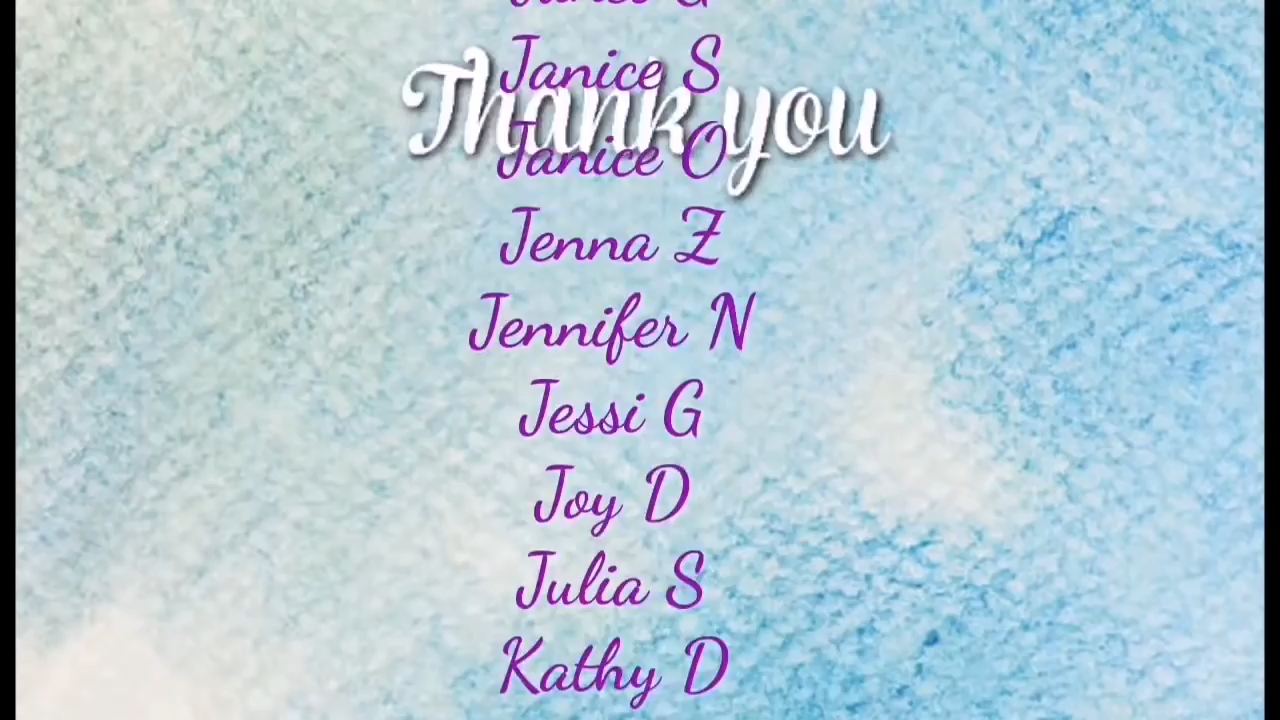 Janice S
Thank you
Janice O
Jenna Z
Jennifer N
Jessi G
Joy D
Julia S
Kathy D